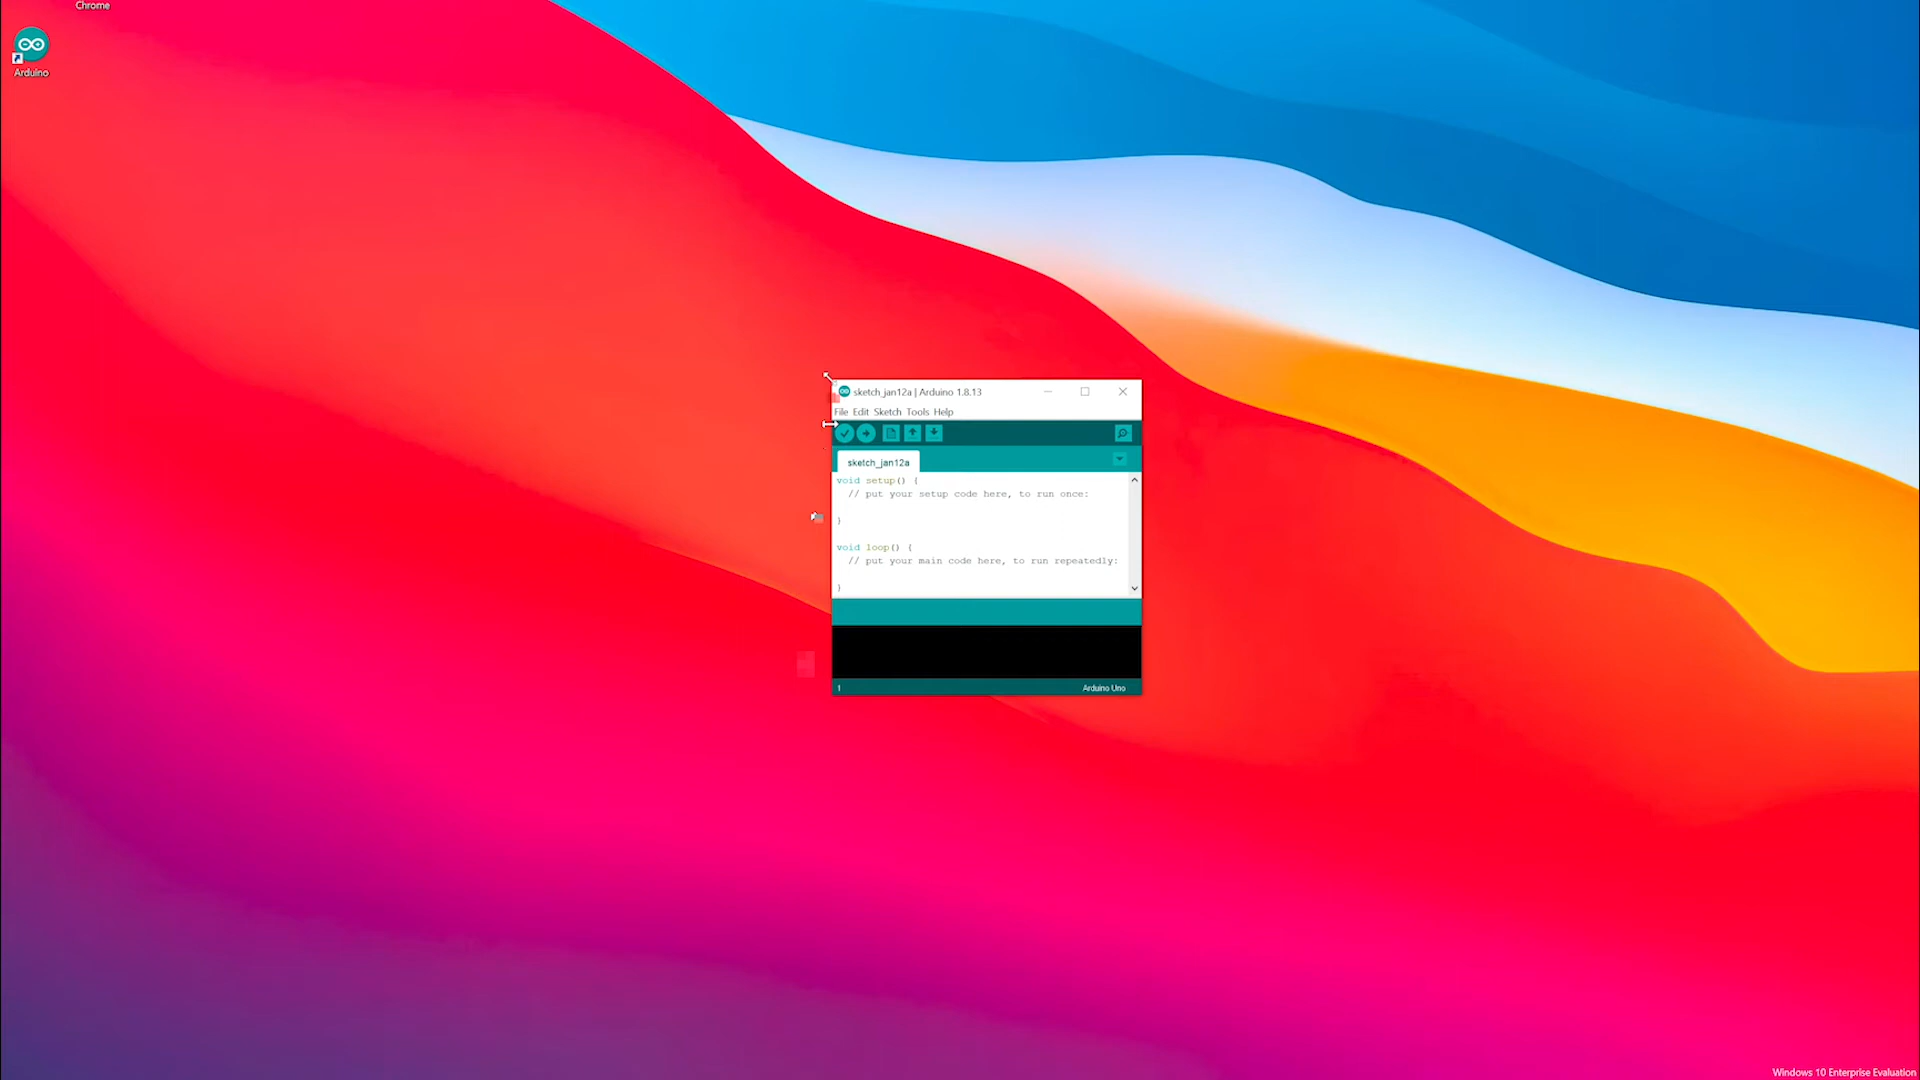 Chrome
Arduino
sketch_jan12a | Arduino 1.8.13
File Edit Sketch Tools Help
sketch_jan12a
void setup() {
  // put your setup code here, to run once:
}
void loop() {
  // put your main code here, to run repeatedly:
}
1
Arduino Uno
Windows 10 Enterprise Evaluation